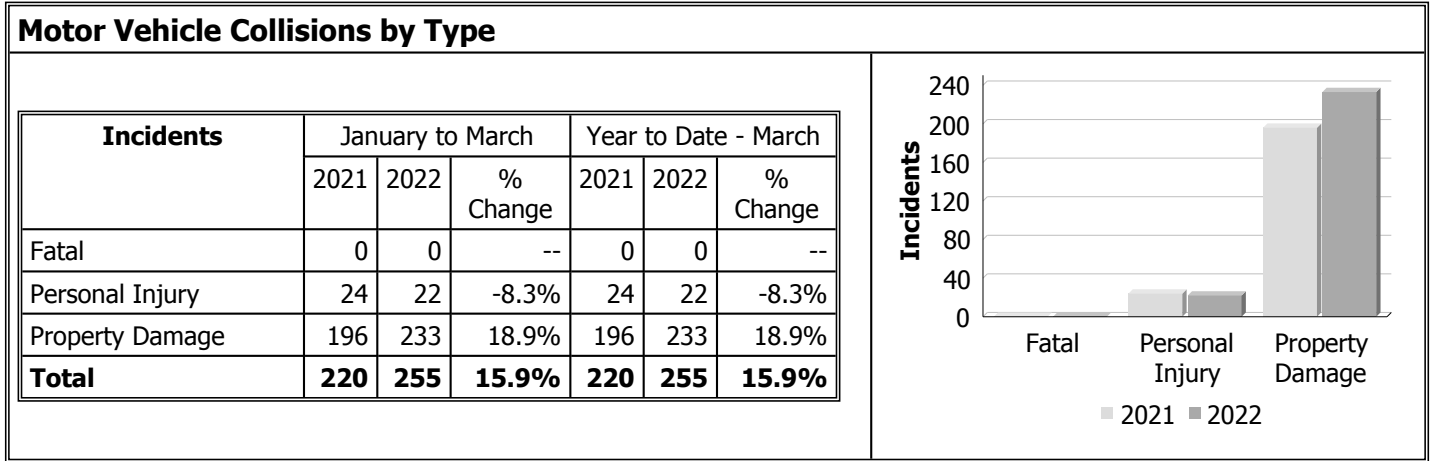 Motor Vehicle Collisions by Type
Incidents January to March Year to Date - March
2021 2022 % Change 2021 2022 % Change
Fatal 0 0 -- 0 0 --
Personal Injury 24 22 -8.3% 24 22 -8.3%
Property Damage 196 233 18.9% 196 233 18.9%
Total 220 255 15.9% 220 255 15.9%
Incidents
240
200
160
120
80
40
0
Fatal Personal Injury Property Damage
2021 2022